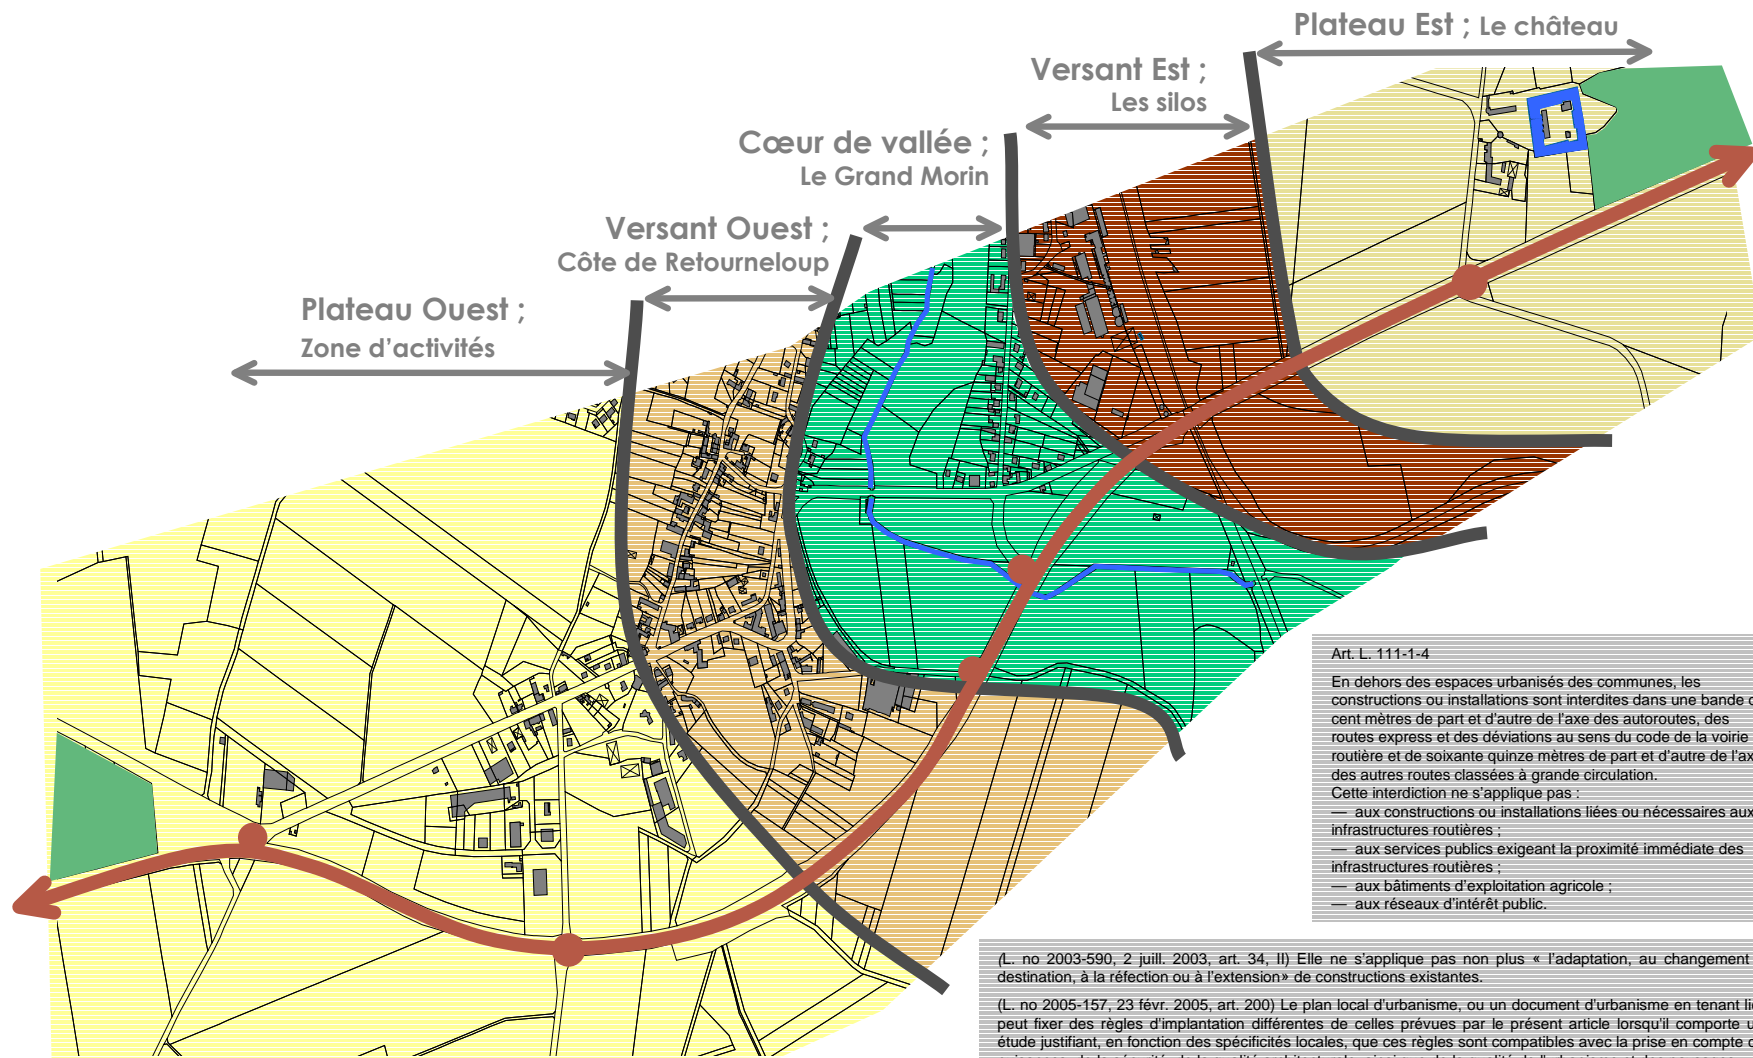 Plateau Est ; Le château
Versant Est ;
Les silos
Cœur de vallée ;
Le Grand Morin
Versant Ouest ;
Côte de Retourneloup
Plateau Ouest ;
Zone d’activités
Art. L. 111-1-4
En dehors des espaces urbanisés des communes, les
constructions ou installations sont interdites dans une bande
cent mètres de part et d’autre de l’axe des autoroutes, des
routes express et des déviations au sens du code de la voirie
routière et de soixante quinze mètres de part et d’autre de
des autres routes classées à grande circulation.
Cette interdiction ne s’applique pas :
— aux constructions ou installations liées ou nécessaires aux
infrastructures routières ;
— aux services publics exigeant la proximité immédiate des
infrastructures routières ;
— aux bâtiments d’exploitation agricole ;
— aux réseaux d’intérêt public.
(L. no 2003-590, 2 juill. 2003, art. 34, II) Elle ne s’applique pas non plus « l’adaptation, au changement
destination, à la réfection ou à l’extension» de constructions existantes.
(L. no 2005-157, 23 févr. 2005, art. 200) Le plan local d’urbanisme, ou un document d’urbanisme en tenant
peut fixer des règles d’implantation différentes de celles prévues par le présent article lorsqu’il comporte
étude justifiant, en fonction des spécificités locales, que ces règles sont compatibles avec la prise en compte